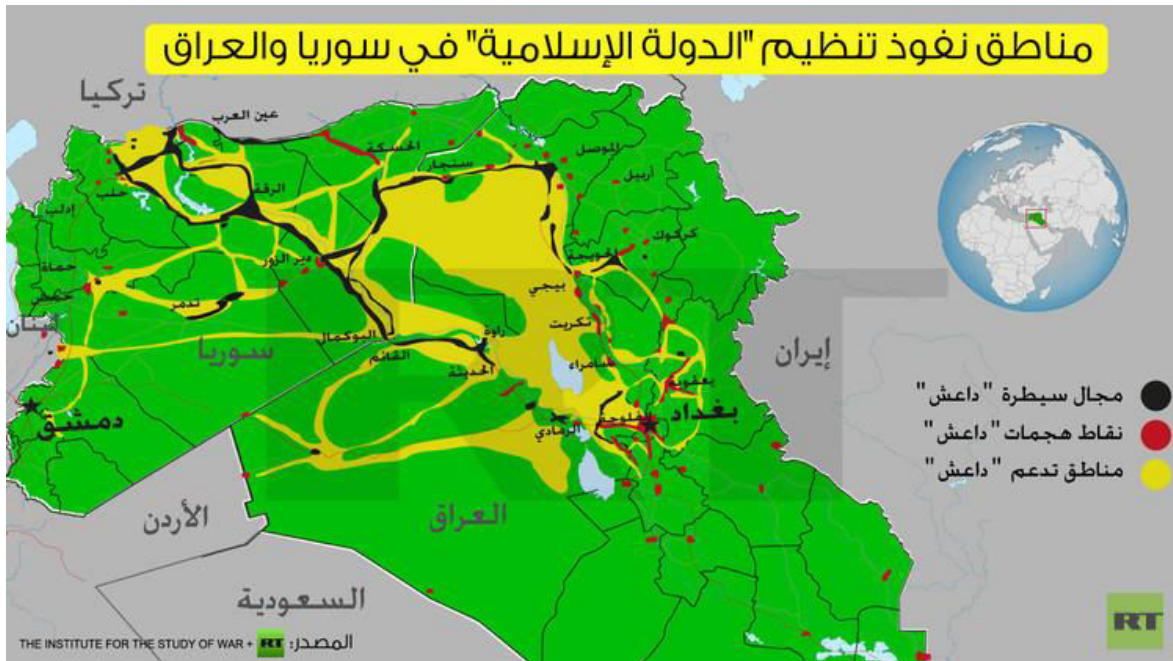 مناطق نفوذ تنظيم "الدولة الإسلامية" في سوريا والعراق
تركيا
عين العرب
الحسكة
سنجار
الموصل
أربيل
حلب
الرقة
إدلب
كركوك
الحويجة
حماة
دير الزور
بيجي
حمص
تدمر
تكريت
لبنان
سوريا
البوكمال
القائم
راوة
الحديثة
سامراء
إيران
بعقوبة
دمشق
الرمادي
فلوجة
بغداد
مجال سيطرة "داعش"
نقاط هجمات "داعش"
مناطق تدعم "داعش"
الأردن
العراق
السعودية
RT
RT
المصدر: RT + THE INSTITUTE FOR THE STUDY OF WAR